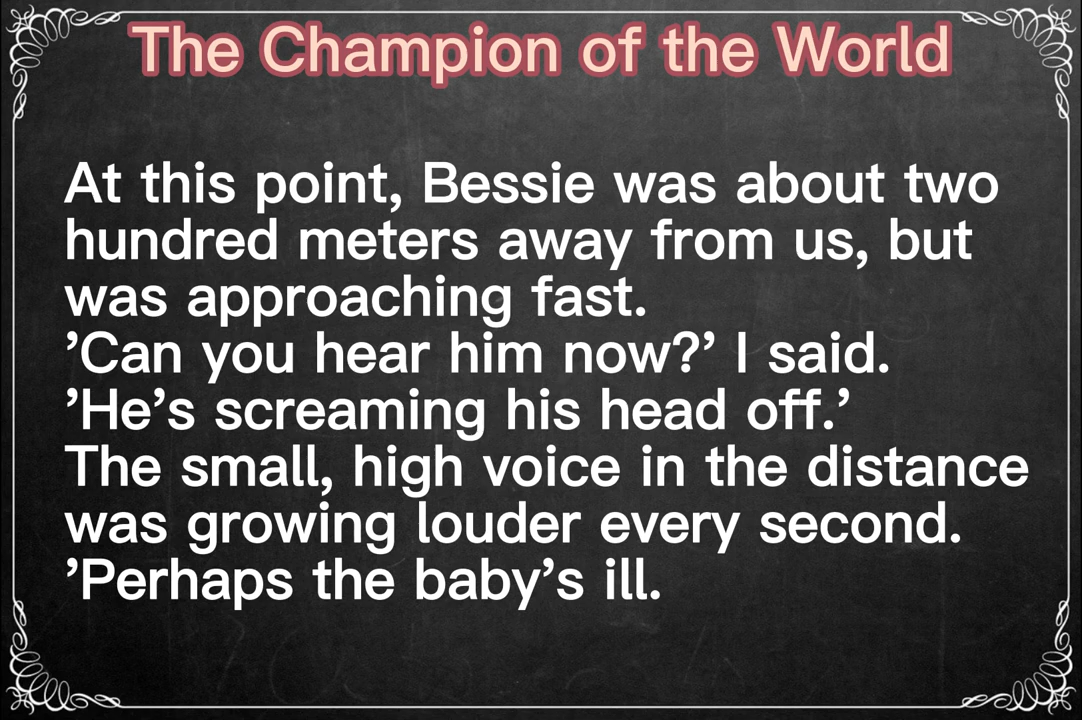 The Champion of the World
At this point, Bessie was about two
hundred meters away from us, but
was approaching fast.
’Can you hear him now?’ I said.
’He’s screaming his head off.’
The small, high voice in the distance
was growing louder every second.
’Perhaps the baby’s ill.